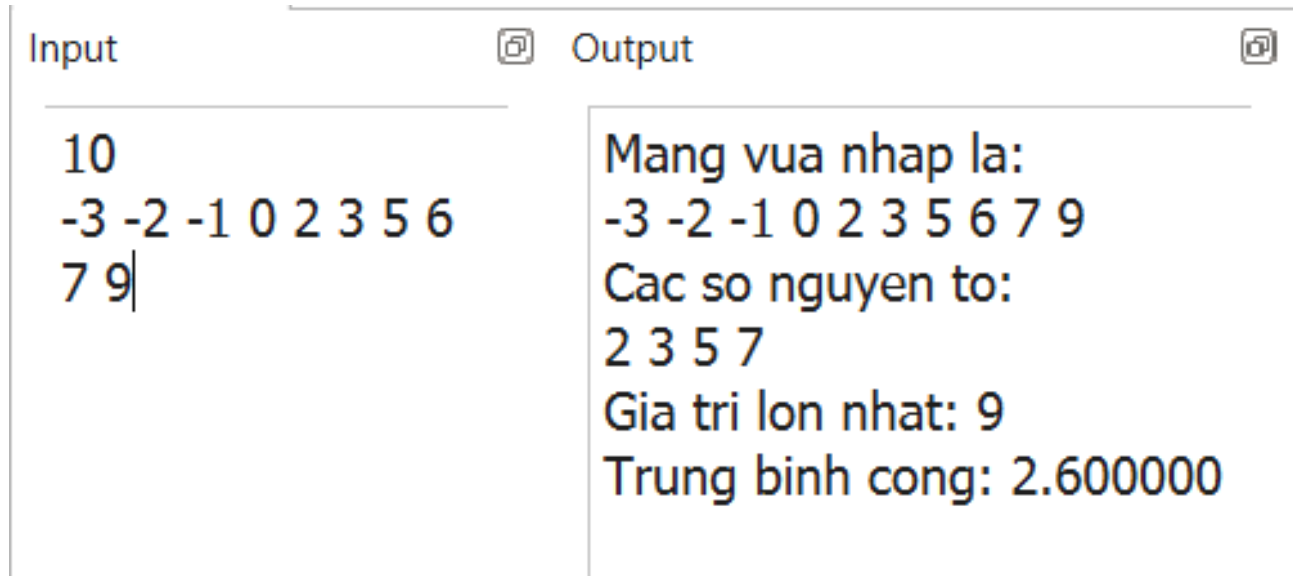 Input
10
-3 -2 -1 0 2 3 5 6
7 9
Output
Mang vua nhap la:
-3 -2 -1 0 2 3 5 6 7 9
Cac so nguyen to:
2 3 5 7
Gia tri lon nhat: 9
Trung binh cong: 2.600000